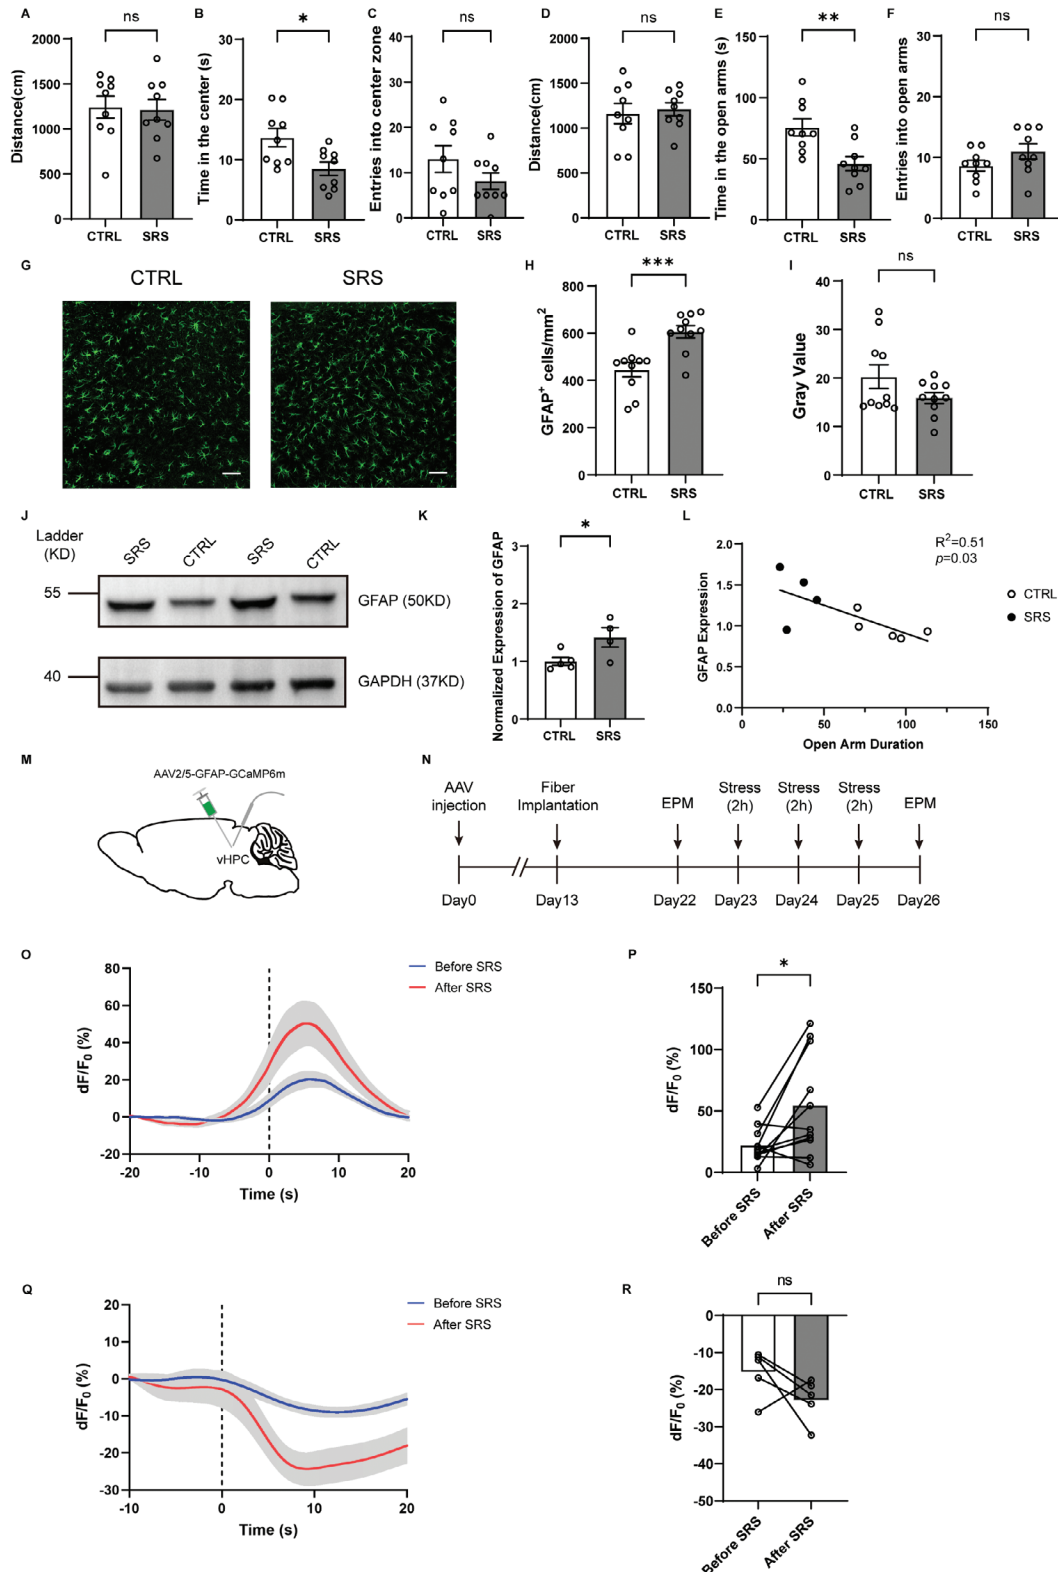 A
ns
Distance(cm)
2000
1500
1000
500
0
CTRL
SRS
B
*
Time in the center (s)
30
20
10
0
CTRL
SRS
C
ns
Entries into center zone
40
30
20
10
0
CTRL
SRS
D
ns
Distance(cm)
2000
1500
1000
500
0
CTRL
SRS
E
**
Time in the open arms (s)
150
100
50
0
CTRL
SRS
F
ns
Entries into open arms
30
20
10
0
CTRL
SRS
G
CTRL
SRS
H
***
GFAP+ cells/mm2
800
600
400
200
0
CTRL
SRS
I
ns
Gray Value
40
30
20
10
0
CTRL
SRS
J
Ladder
(KD)
SRS
CTRL
SRS
CTRL
55
GFAP (50KD)
40
GAPDH (37KD)
K
*
Normalized Expression of GFAP
3
2
1
0
CTRL
SRS
L
R2=0.51
p=0.03
CTRL
SRS
GFAP Expression
2.0
1.5
1.0
0.5
0.0
0
50
100
150
Open Arm Duration
M
AAV2/5-GFAP-GCaMP6m
vHPC
N
AAV
injection
Fiber
Implantation
EPM
Stress
(2h)
Stress
(2h)
Stress
(2h)
EPM
Day0
Day13
Day22
Day23
Day24
Day25
Day26
O
Before SRS
After SRS
dF/F0 (%)
80
60
40
20
0
-20
-20
-10
0
10
20
Time (s)
P
*
dF/F0 (%)
150
100
50
0
Before SRS
After SRS
Q
Before SRS
After SRS
dF/F0 (%)
20
10
0
-10
-20
-30
-10
0
10
20
Time (s)
R
ns
dF/F0 (%)
0
-10
-20
-30
-40
-50
Before SRS
After SRS